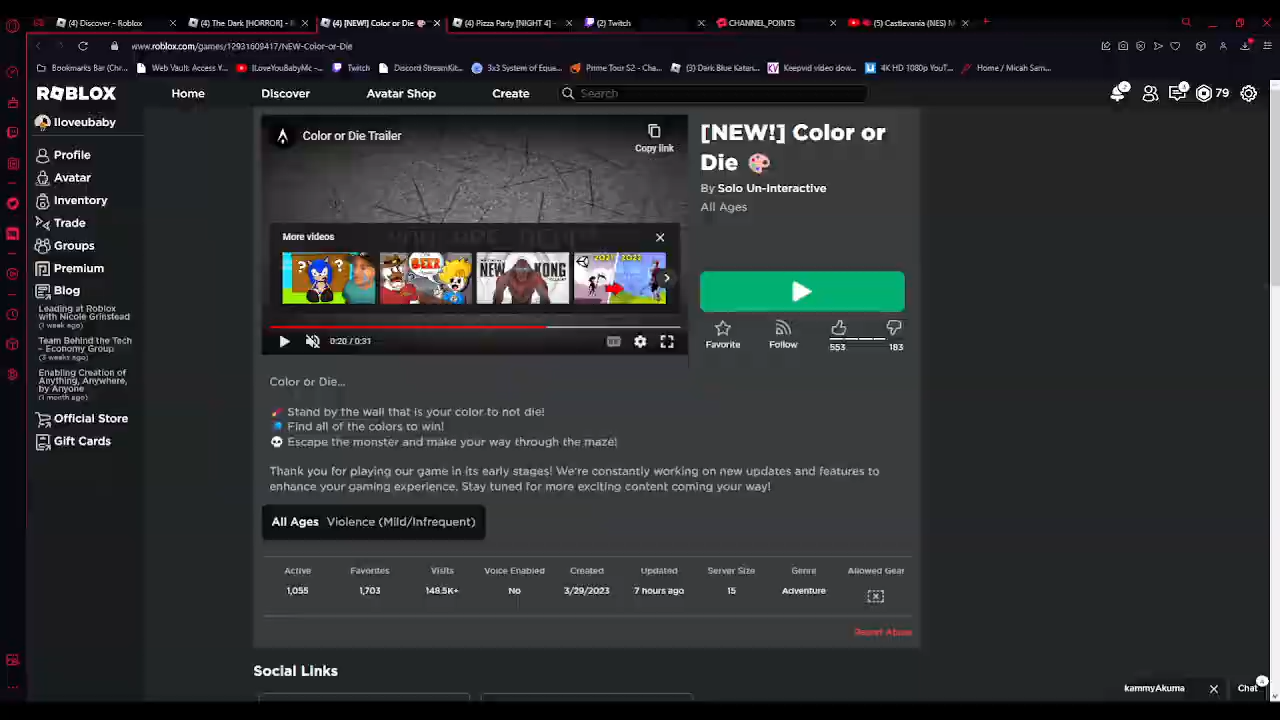 (4) Discover - Roblox
(4) The Dark [HORROR] - R
(4) [NEW!] Color or Die
(4) Pizza Party [NIGHT 4] -
(2) Twitch
CHANNEL_POINTS
(5) Castlevania (NES) M
www.roblox.com/games/12931609417/NEW-Color-or-Die
Bookmarks Bar (Chr...
Web Vault: Access Y...
ILoveYouBabyMc -...
Twitch
Discord StreamKit...
3x3 System of Equa...
Prime Tour S2 - Cha...
(3) Dark Blue Katan...
Keepvid video dow...
4K HD 1080p YouT...
Home / Micah Sam...
ROBLOX
Home
Discover
Avatar Shop
Create
Search
2
79
Iloveubaby
Profile
Avatar
Inventory
Trade
Groups
Premium
Blog
Leading at Roblox
with Nicole Grinstead
(1 week ago)
Team Behind the Tech
- Economy Group
(3 weeks ago)
Enabling Creation of
Anything, Anywhere,
by Anyone
(1 month ago)
Official Store
Gift Cards
Color or Die Trailer
Copy link
More videos
BEER
NEW KONG
2021 2022
0:20 / 0:31
[NEW!] Color or
Die
By Solo Un-Interactive
All Ages
Favorite
Follow
553
183
Color or Die...
Stand by the wall that is your color to not die!
Find all of the colors to win!
Escape the monster and make your way through the maze!
Thank you for playing our game in its early stages! We're constantly working on new updates and features to
enhance your gaming experience. Stay tuned for more exciting content coming your way!
All Ages Violence (Mild/Infrequent)
Active Favorites Visits Voice Enabled Created Updated Server Size Genre Allowed Gear
1,055 1,703 148.5K+ No 3/29/2023 7 hours ago 15 Adventure
Report Abuse
Social Links
kammyAkuma
Chat